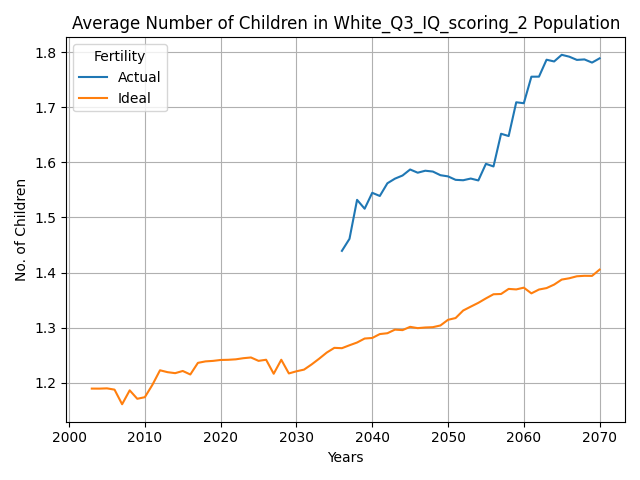 Average Number of Children in White_Q3_IQ_scoring_2 Population
Fertility
Actual
Ideal
No. of Children
1.8
1.7
1.6
1.5
1.4
1.3
1.2
2000 2010 2020 2030 2040 2050 2060 2070
Years